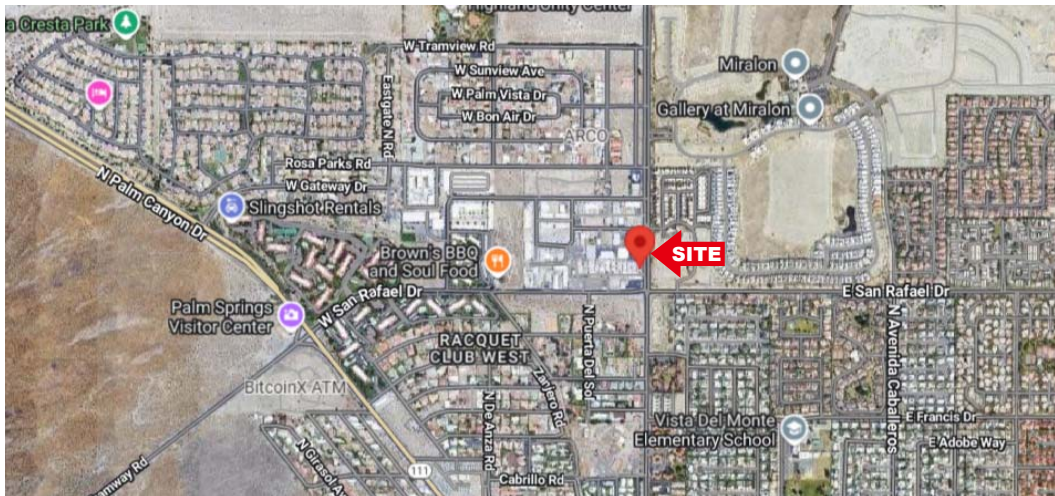 Highland Unity Center
a Cresta Park
W Tramview Rd
W Sunview Ave
W Palm Vista Dr
W Bon Air Dr
Eastgate N Rd
Miralon
Gallery at Miralon
ARCO
Rosa Parks Rd
W Gateway Dr
Slingshot Rentals
N Palm Canyon Dr
Brown's BBQ
and Soul Food
SITE
W San Rafael Dr
E San Rafael Dr
Palm Springs
Visitor Center
N Puerta Del Sol
N Avenida Caballeros
RACQUET
CLUB WEST
BitcoinX ATM
Zanjero Rd
N De Anza Rd
Vista Del Monte
Elementary School
E Francis Dr
E Adobe Way
N Girasol Av
111
Cabrillo Rd
amway Rd